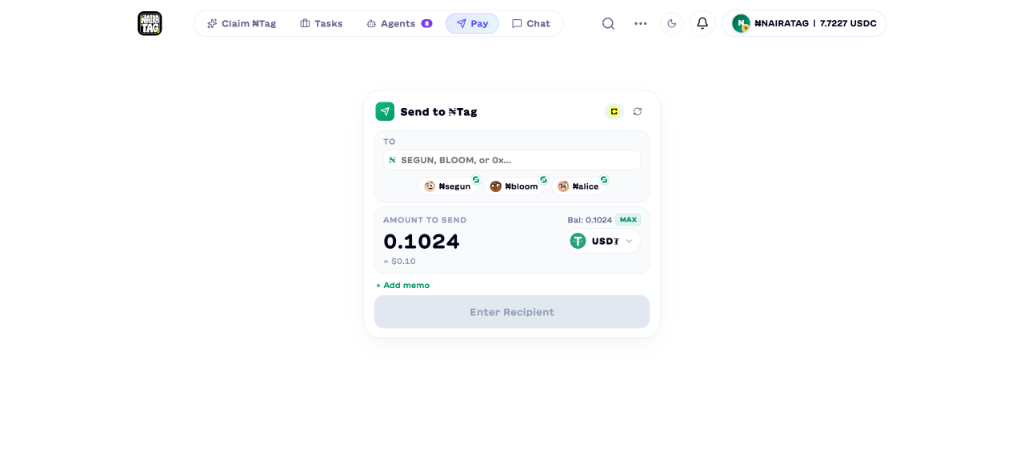 NAIRA TAG
Claim ₦Tag
Tasks
Agents 8
Pay
Chat
N ₦NAIRATAG | 7.7227 USDC
Send to ₦Tag
TO
N SEGUN, BLOOM, or 0x...
₦segun ₦bloom ₦alice
AMOUNT TO SEND
Bal: 0.1024 MAX
0.1024
USD₮
≈ $0.10
+ Add memo
Enter Recipient